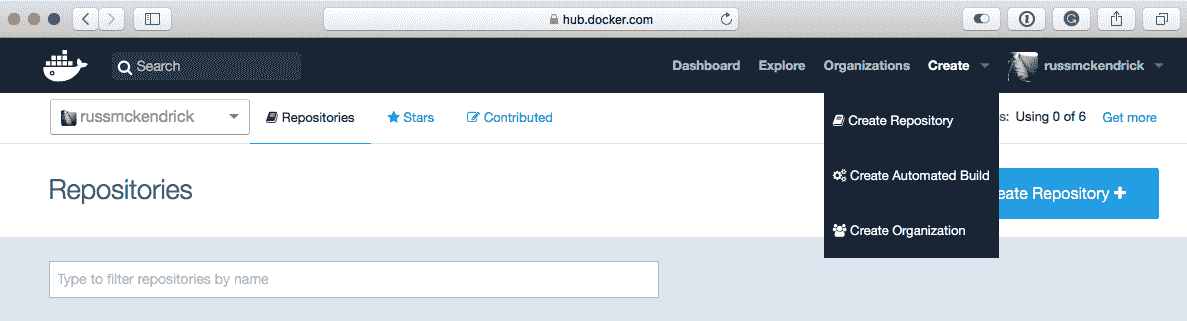 hub.docker.com
Search
Dashboard Explore Organizations Create russmckendrick
russmckendrick Repositories Stars Contributed
Using 0 of 6 Get more
Create Repository
Create Automated Build
Create Organization
Repositories
Repository +
Type to filter repositories by name